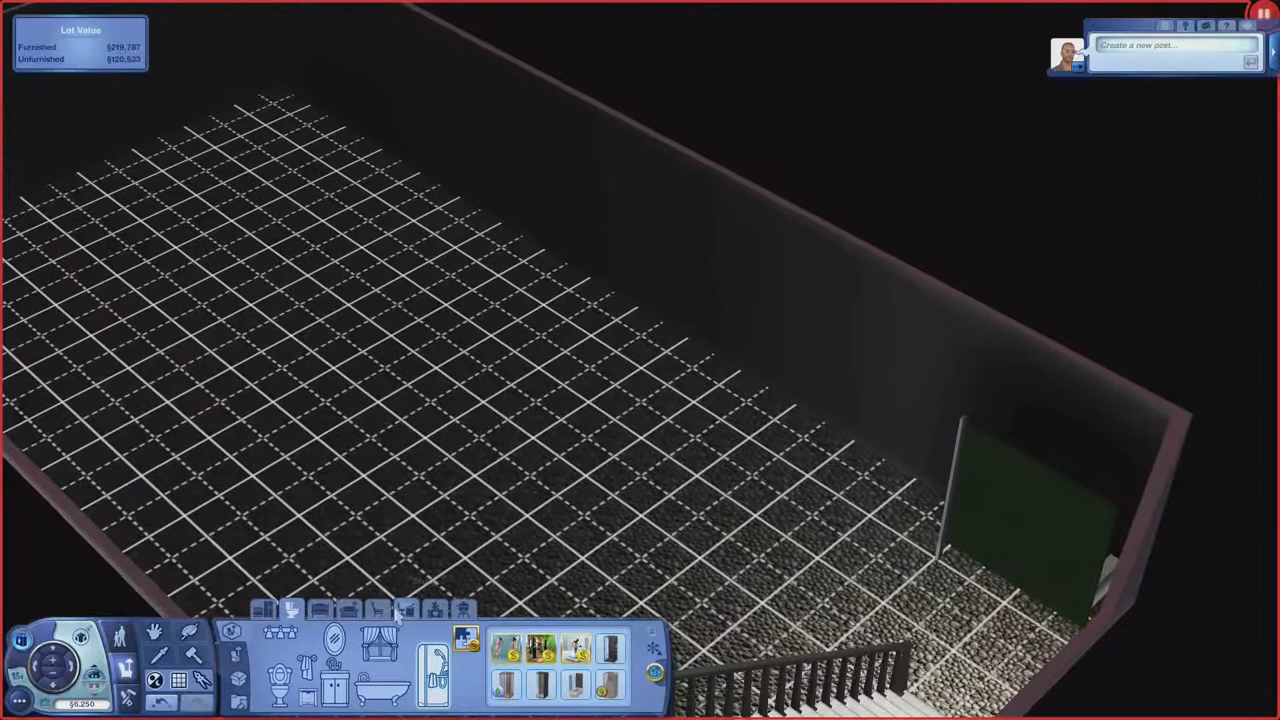 Lot Value
Furnished §219,787
Unfurnished §120,533
Create a new post...
§6,250